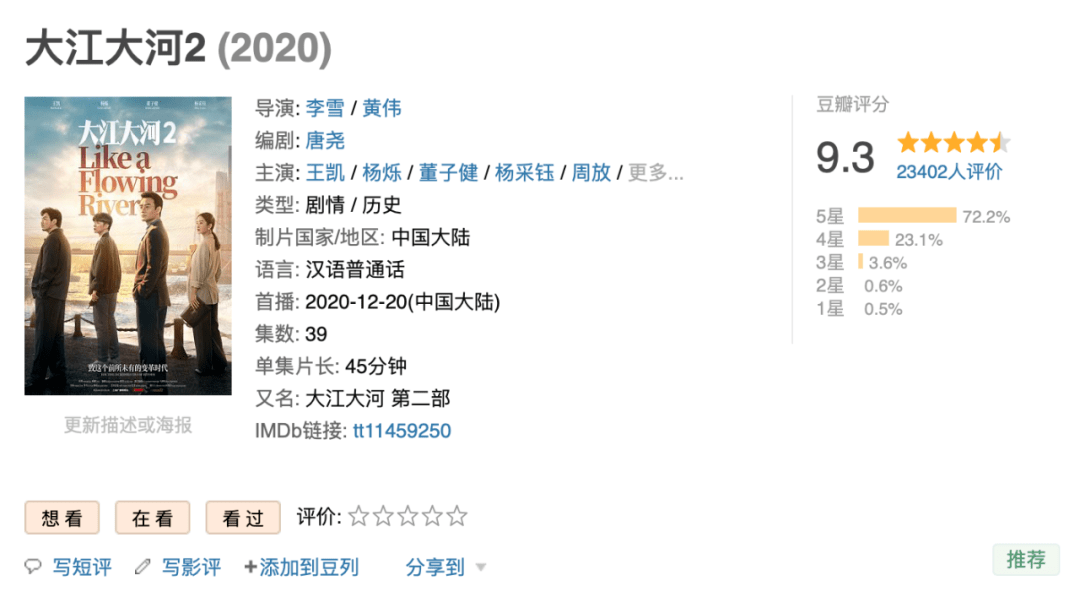 大江大河2 (2020)
大江大河2
Like a
Flowing
River
致这个前所未有的变革时代
更新描述或海报
导演: 李雪 / 黄伟
编剧: 唐尧
主演: 王凯 / 杨烁 / 董子健 / 杨采钰 / 周放 / 更多...
类型: 剧情 / 历史
制片国家/地区: 中国大陆
语言: 汉语普通话
首播: 2020-12-20(中国大陆)
集数: 39
单集片长: 45分钟
又名: 大江大河 第二部
IMDb链接: tt11459250
豆瓣评分
9.3
23402人评价
5星 72.2%
4星 23.1%
3星 3.6%
2星 0.6%
1星 0.5%
想看 在看 看过 评价:
写短评 写影评 +添加到豆列 分享到
推荐